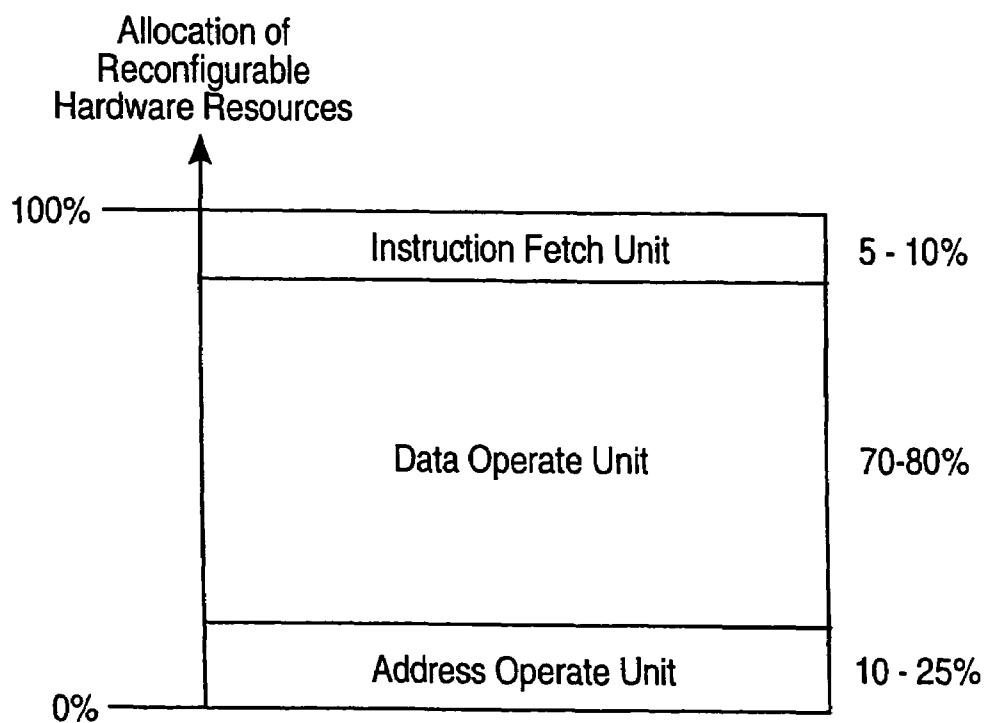 Allocation of
Reconfigurable
Hardware Resources
100%
Instruction Fetch Unit
5 - 10%
Data Operate Unit
70-80%
Address Operate Unit
10 - 25%
0%